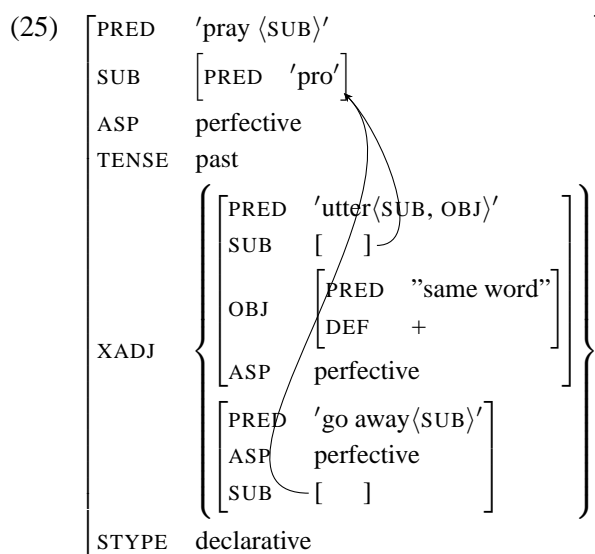 (25) PRED 'pray ⟨SUB⟩'
SUB [PRED 'pro']
ASP perfective
TENSE past
PRED 'utter⟨SUB, OBJ⟩'
SUB [ ]
OBJ [PRED ”same word”
DEF +]
XADJ
ASP perfective
PRED 'go away⟨SUB⟩'
ASP perfective
SUB [ ]
STYPE declarative